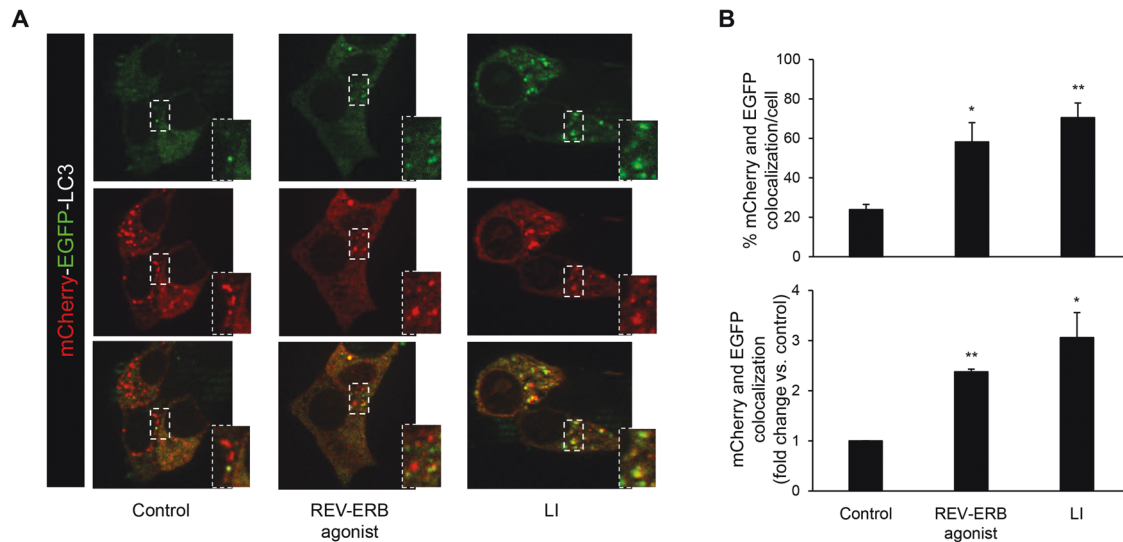 A
mCherry-EGFP-LC3
Control
REV-ERB
agonist
LI
B
% mCherry and EGFP
colocalization/cell
100
80
60
40
20
0
*
**
mCherry and EGFP
colocalization
(fold change vs. control)
4
3
2
1
0
**
*
Control
REV-ERB
agonist
LI